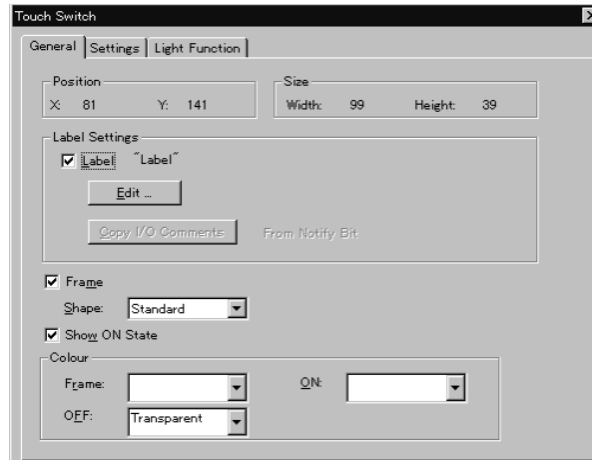 Touch Switch
General Settings Light Function
Position Size
X: 81 Y: 141 Width: 99 Height: 39
Label Settings
Label "Label"
Edit ...
Copy I/O Comments From Notify Bit
Frame
Shape: Standard
Show ON State
Colour
Frame: ON:
OFF: Transparent